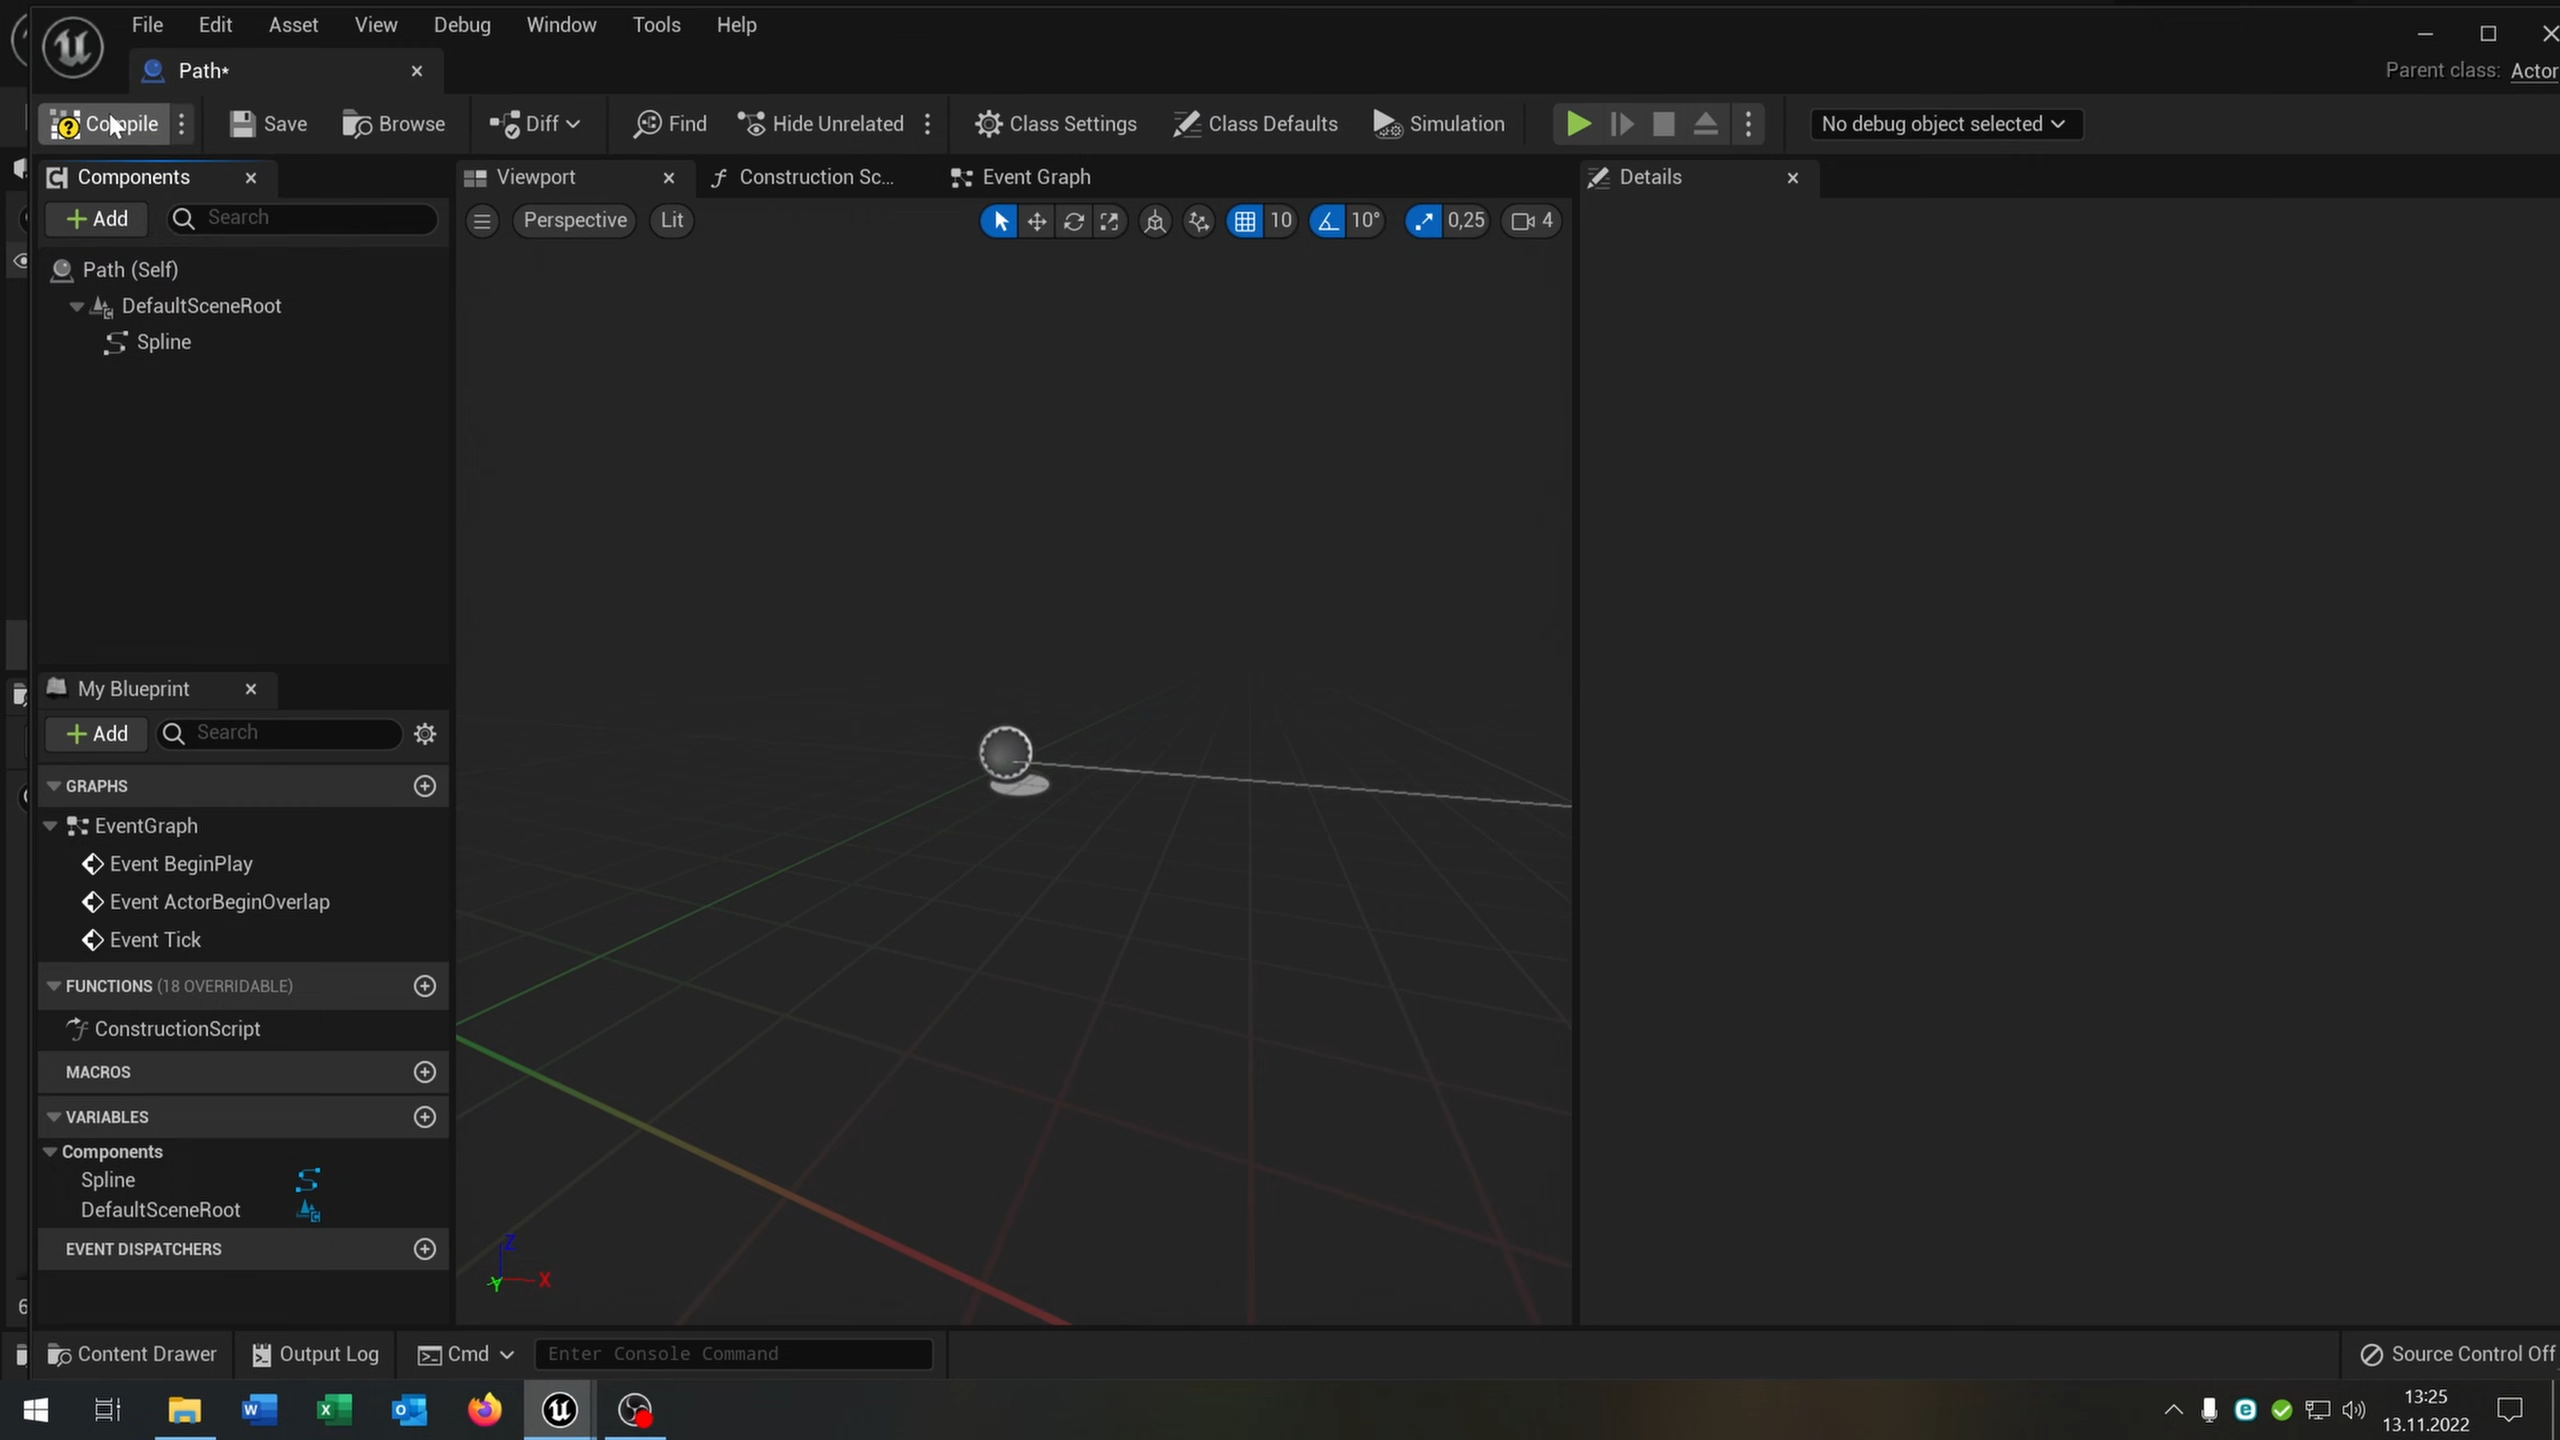 File Edit Asset View Debug Window Tools Help
Path*
Parent class: Actor
Compile Save Browse Diff Find Hide Unrelated Class Settings Class Defaults Simulation No debug object selected
Components
Viewport
Construction Sc...
Event Graph
Details
Add
Search
Perspective
Lit
10
10°
0,25
4
Path (Self)
DefaultSceneRoot
Spline
My Blueprint
Add
Search
GRAPHS
EventGraph
Event BeginPlay
Event ActorBeginOverlap
Event Tick
FUNCTIONS (18 OVERRIDABLE)
ConstructionScript
MACROS
VARIABLES
Components
Spline
DefaultSceneRoot
EVENT DISPATCHERS
Z
Y
X
6
Content Drawer
Output Log
Cmd
Enter Console Command
Source Control Off
13:25
13.11.2022